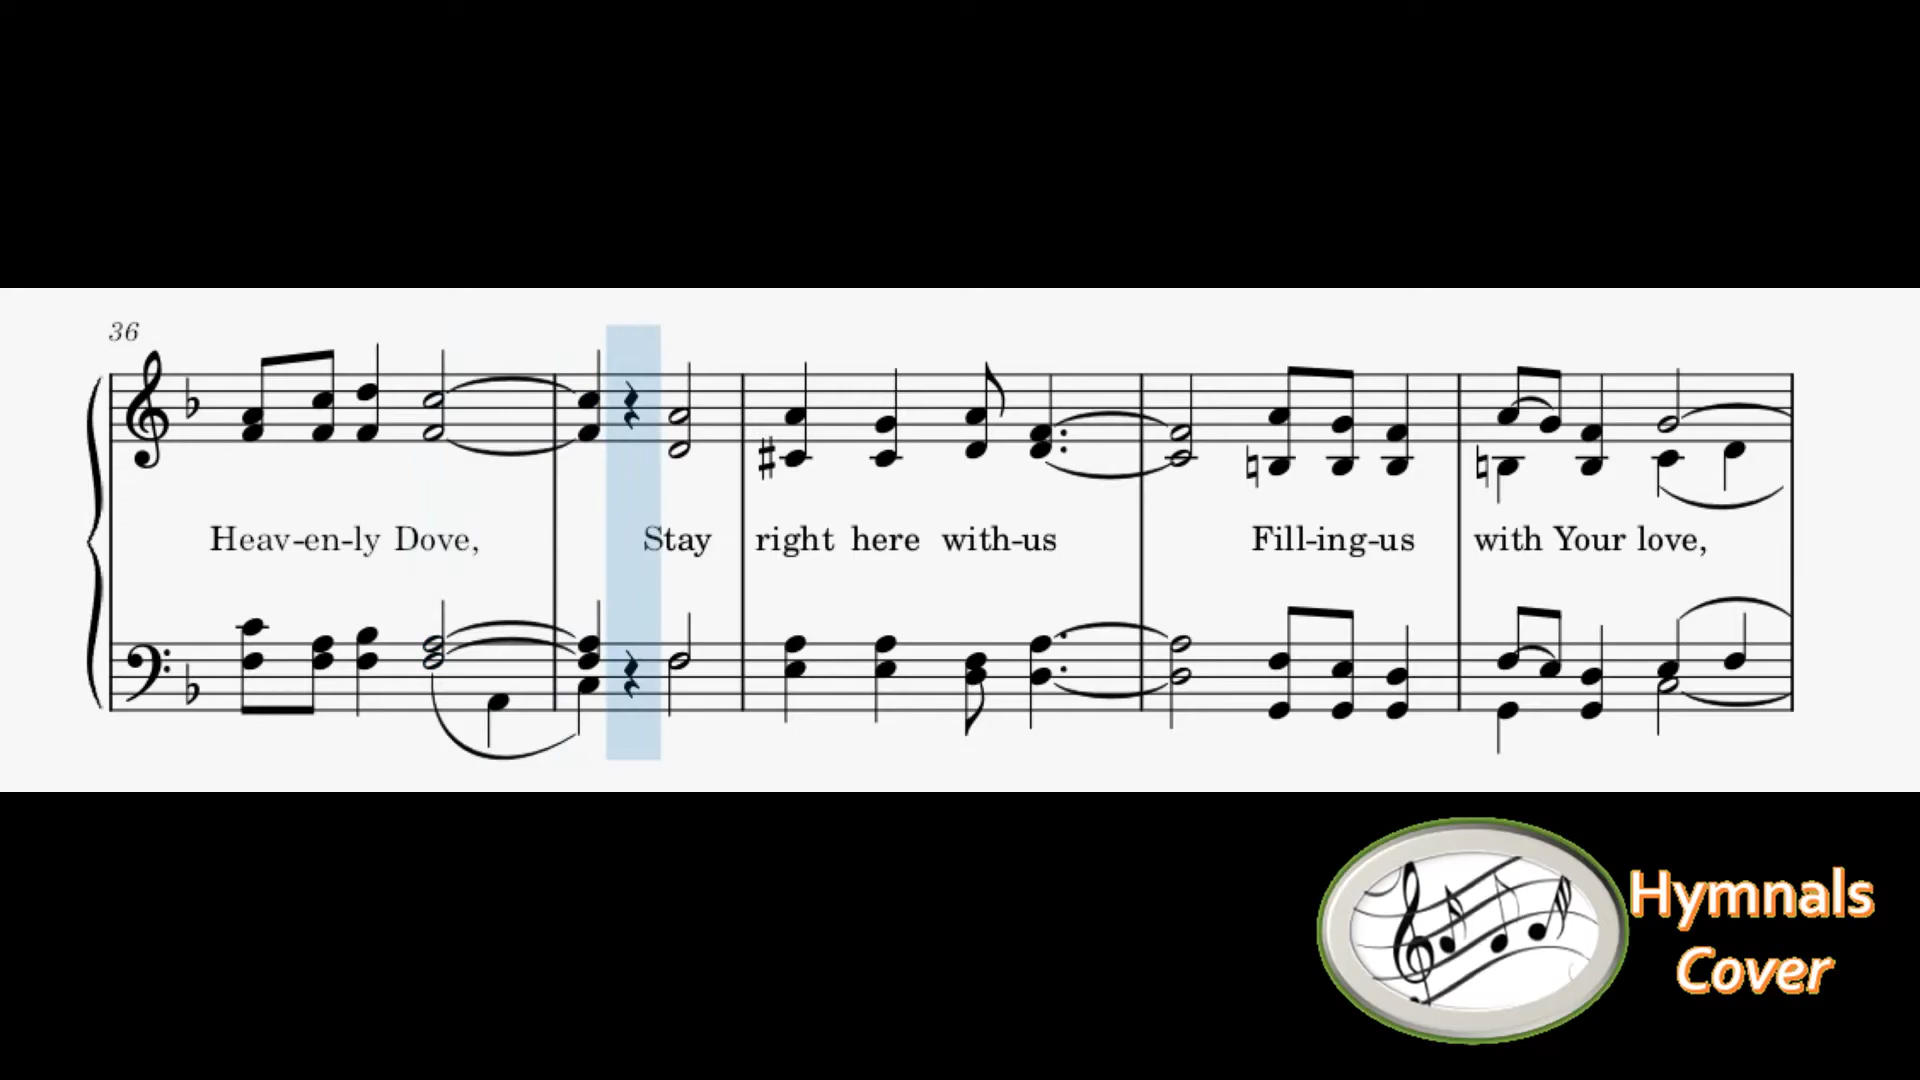 36
Heav-en-ly Dove, Stay right here with-us Fill-ing-us with Your love,
Hymnals
Cover